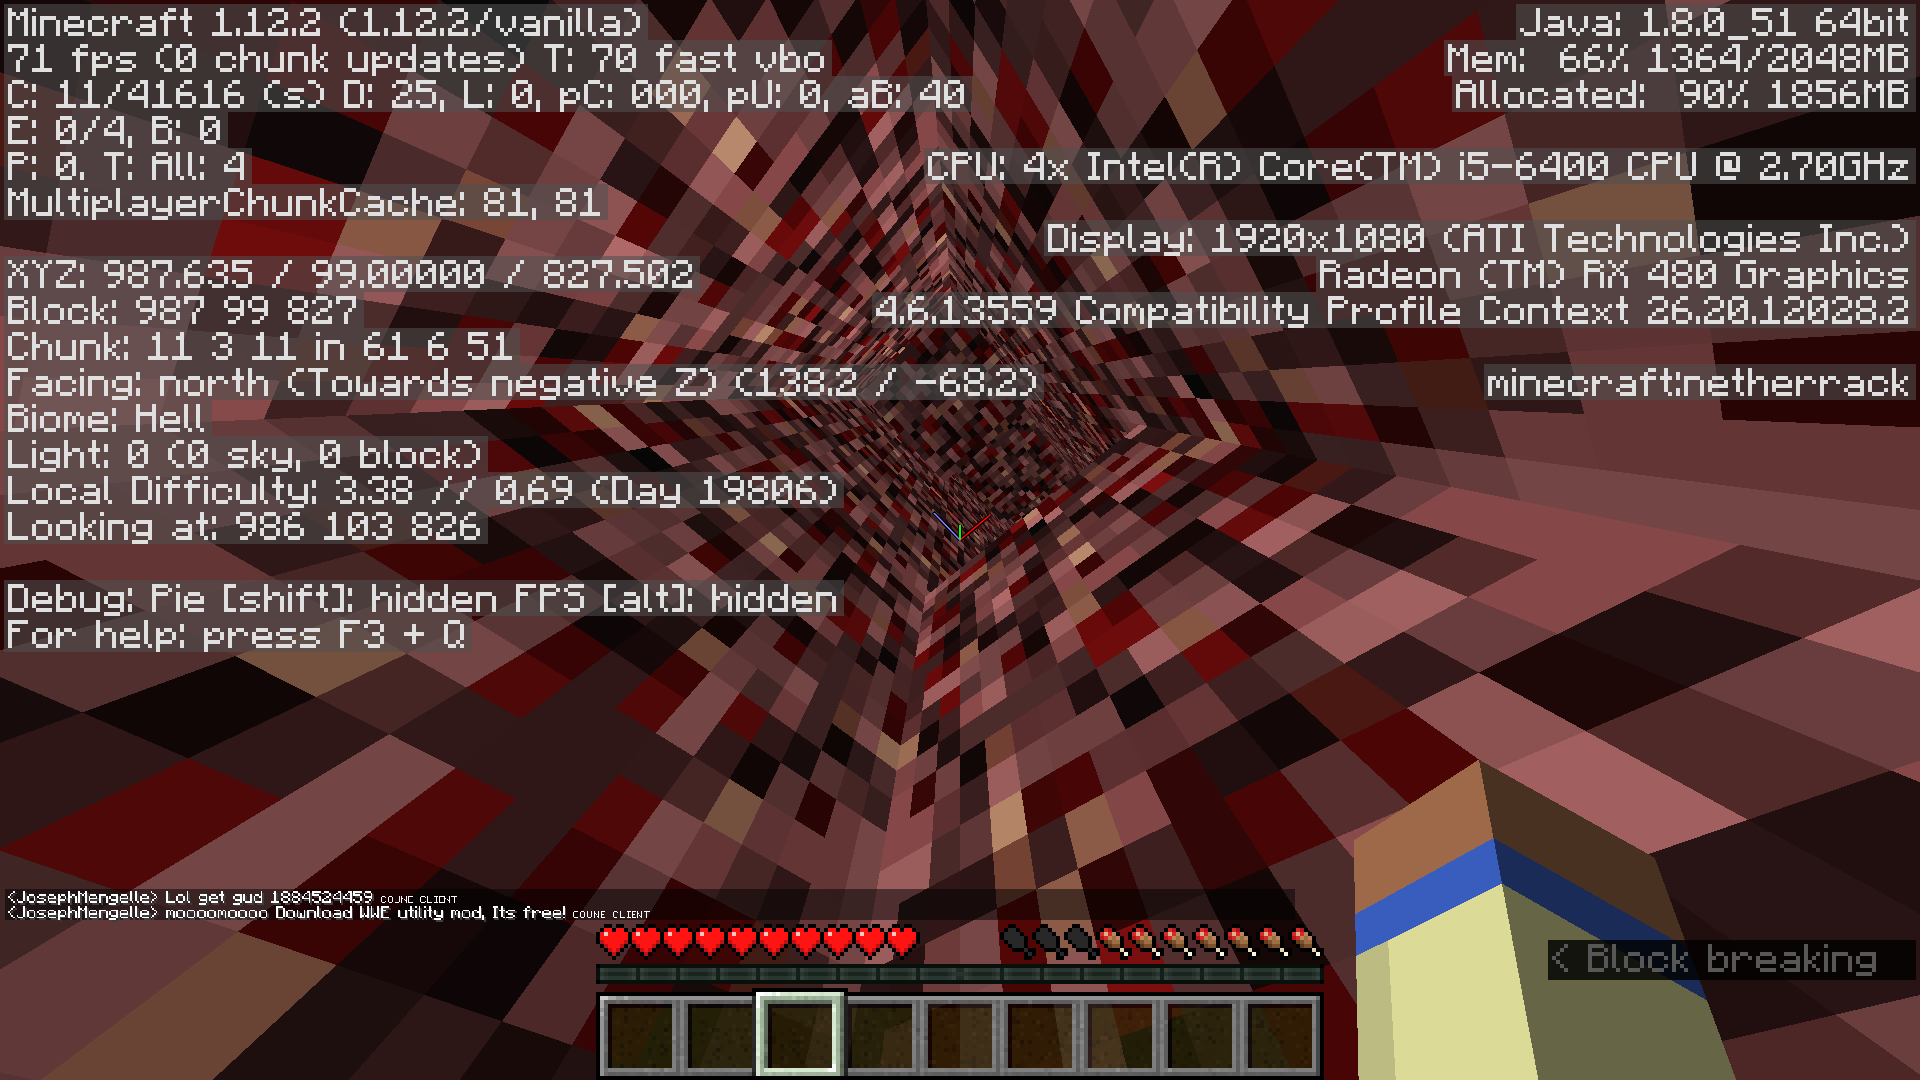 Minecraft 1.12.2 (1.12.2/vanilla)
71 fps (0 chunk updates) T: 70 fast vbo
C: 11/41616 (s) D: 25, L: 0, pC: 000, pU: 0, aB: 40
E: 0/4, B: 0
P: 0. T: All: 4
MultiplayerChunkCache: 81, 81
XYZ: 987.635 / 99.00000 / 827.502
Block: 987 99 827
Chunk: 11 3 11 in 61 6 51
Facing: north (Towards negative Z) (138.2 / -68.2)
Biome: Hell
Light: 0 (0 sky, 0 block)
Local Difficulty: 3.38 // 0.69 (Day 19806)
Looking at: 986 103 826
Debug: Pie [shift]: hidden FPS [alt]: hidden
For help: press F3 + Q
Java: 1.8.0_51 64bit
Mem: 66% 1364/2048MB
Allocated: 90% 1856MB
CPU: 4x Intel(R) Core(TM) i5-6400 CPU @ 2.70GHz
Display: 1920x1080 (ATI Technologies Inc.)
Radeon (TM) RX 480 Graphics
4.6.13559 Compatibility Profile Context 26.20.12028.2
minecraft:netherrack
<JosephMengelle> Lol get gud 1884524459 ᴄᴏᴜɴᴇ ᴄʟɪᴇɴᴛ
<JosephMengelle> moooomoooo Download WWE utility mod, Its free! ᴄᴏᴜɴᴇ ᴄʟɪᴇɴᴛ
< Block breaking